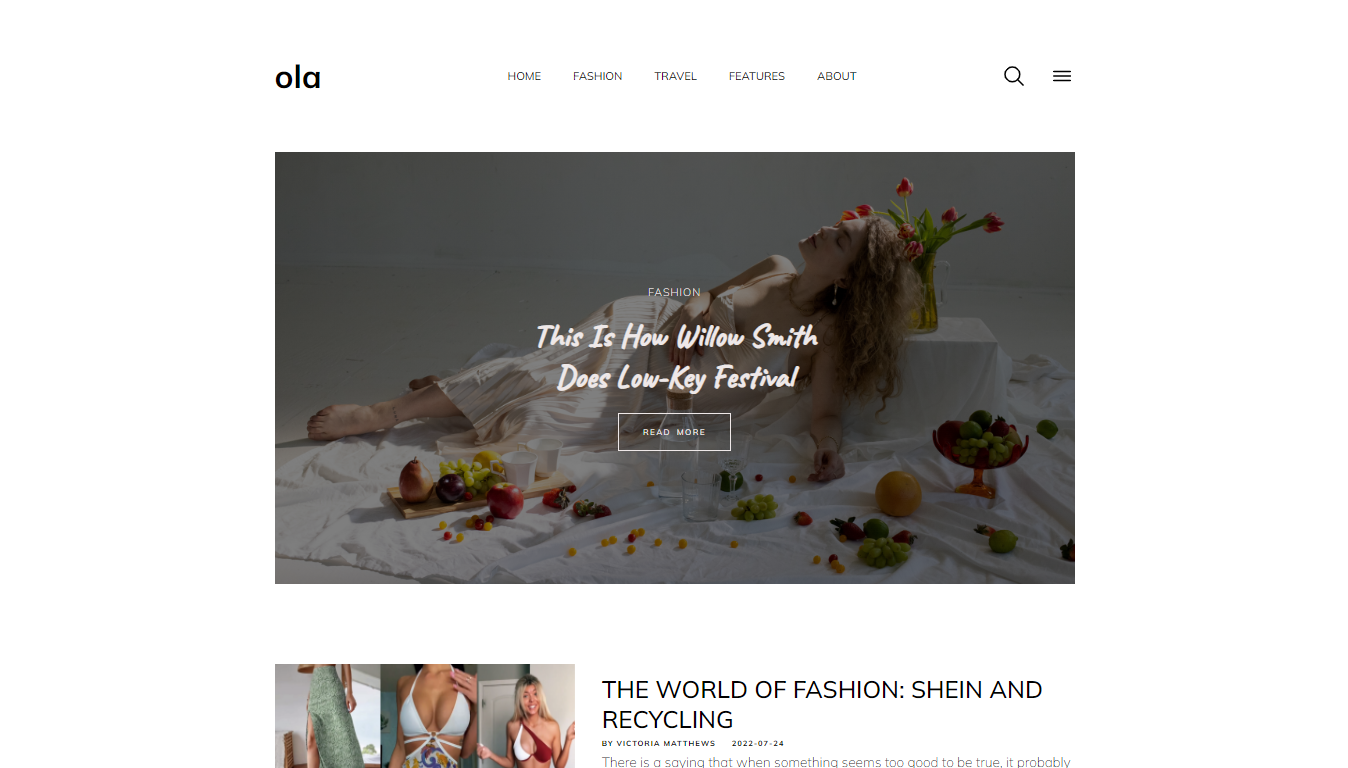 ola
HOME FASHION TRAVEL FEATURES ABOUT
FASHION
This Is How Willow Smith
Does Low-Key Festival
READ MORE
THE WORLD OF FASHION: SHEIN AND
RECYCLING
BY VICTORIA MATTHEWS 2022-07-24
There is a saying that when something seems too good to be true, it probably